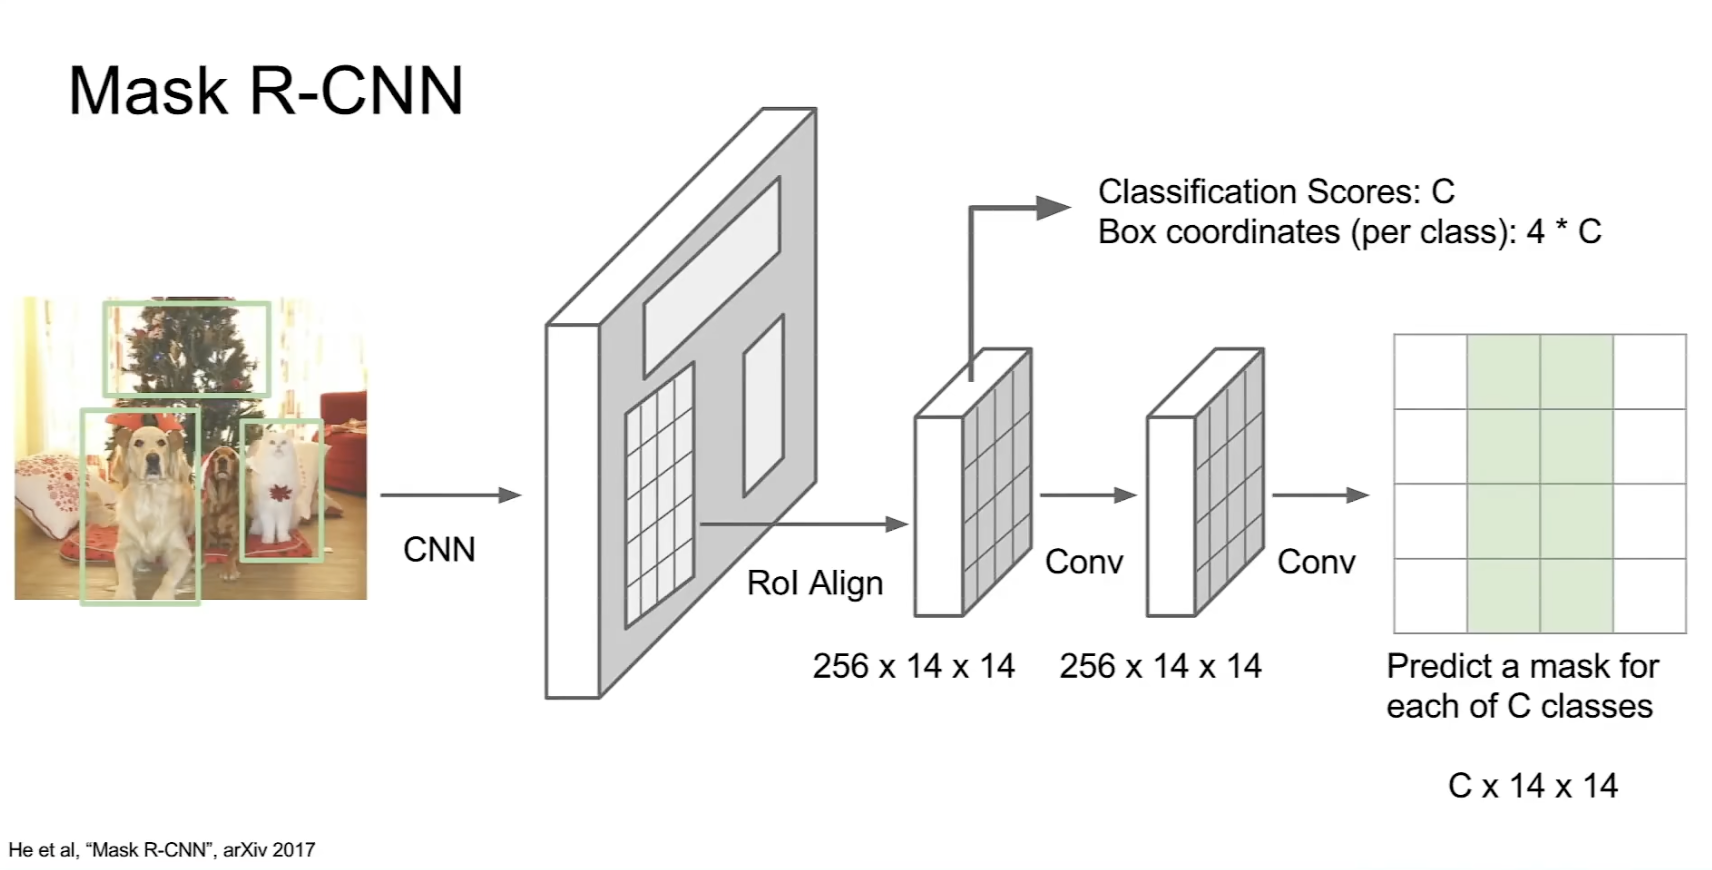 Mask R-CNN
Classification Scores: C
Box coordinates (per class): 4 * C
CNN
RoI Align
Conv
Conv
256 x 14 x 14
256 x 14 x 14
Predict a mask for
each of C classes
C x 14 x 14
He et al, “Mask R-CNN”, arXiv 2017